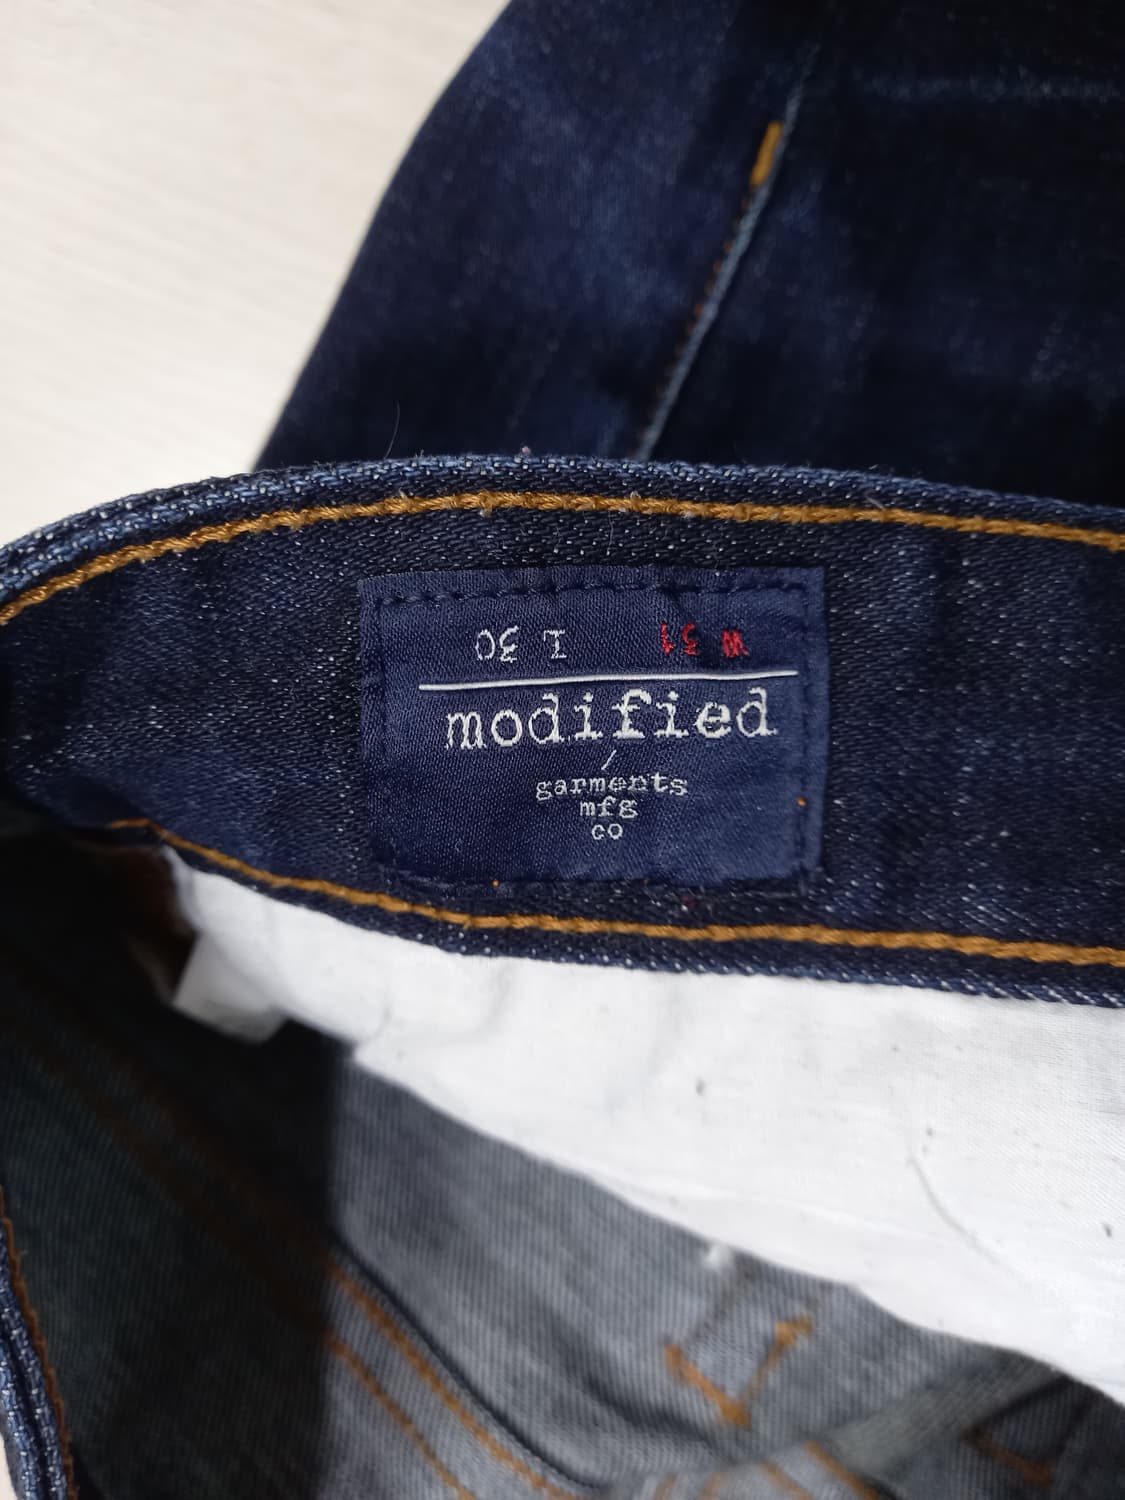 W 31 L 30
modified
/
garments
mfg
co